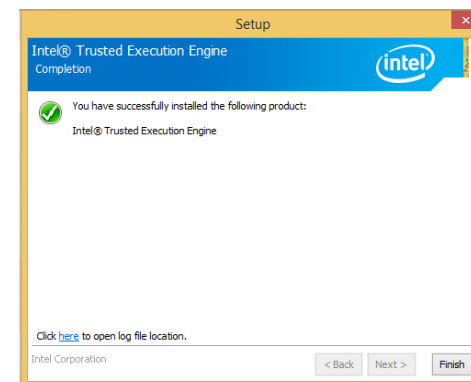 Setup
Intel® Trusted Execution Engine
Completion
intel
You have successfully installed the following product:
Intel® Trusted Execution Engine
Click here to open log file location.
Intel Corporation
< Back Next > Finish